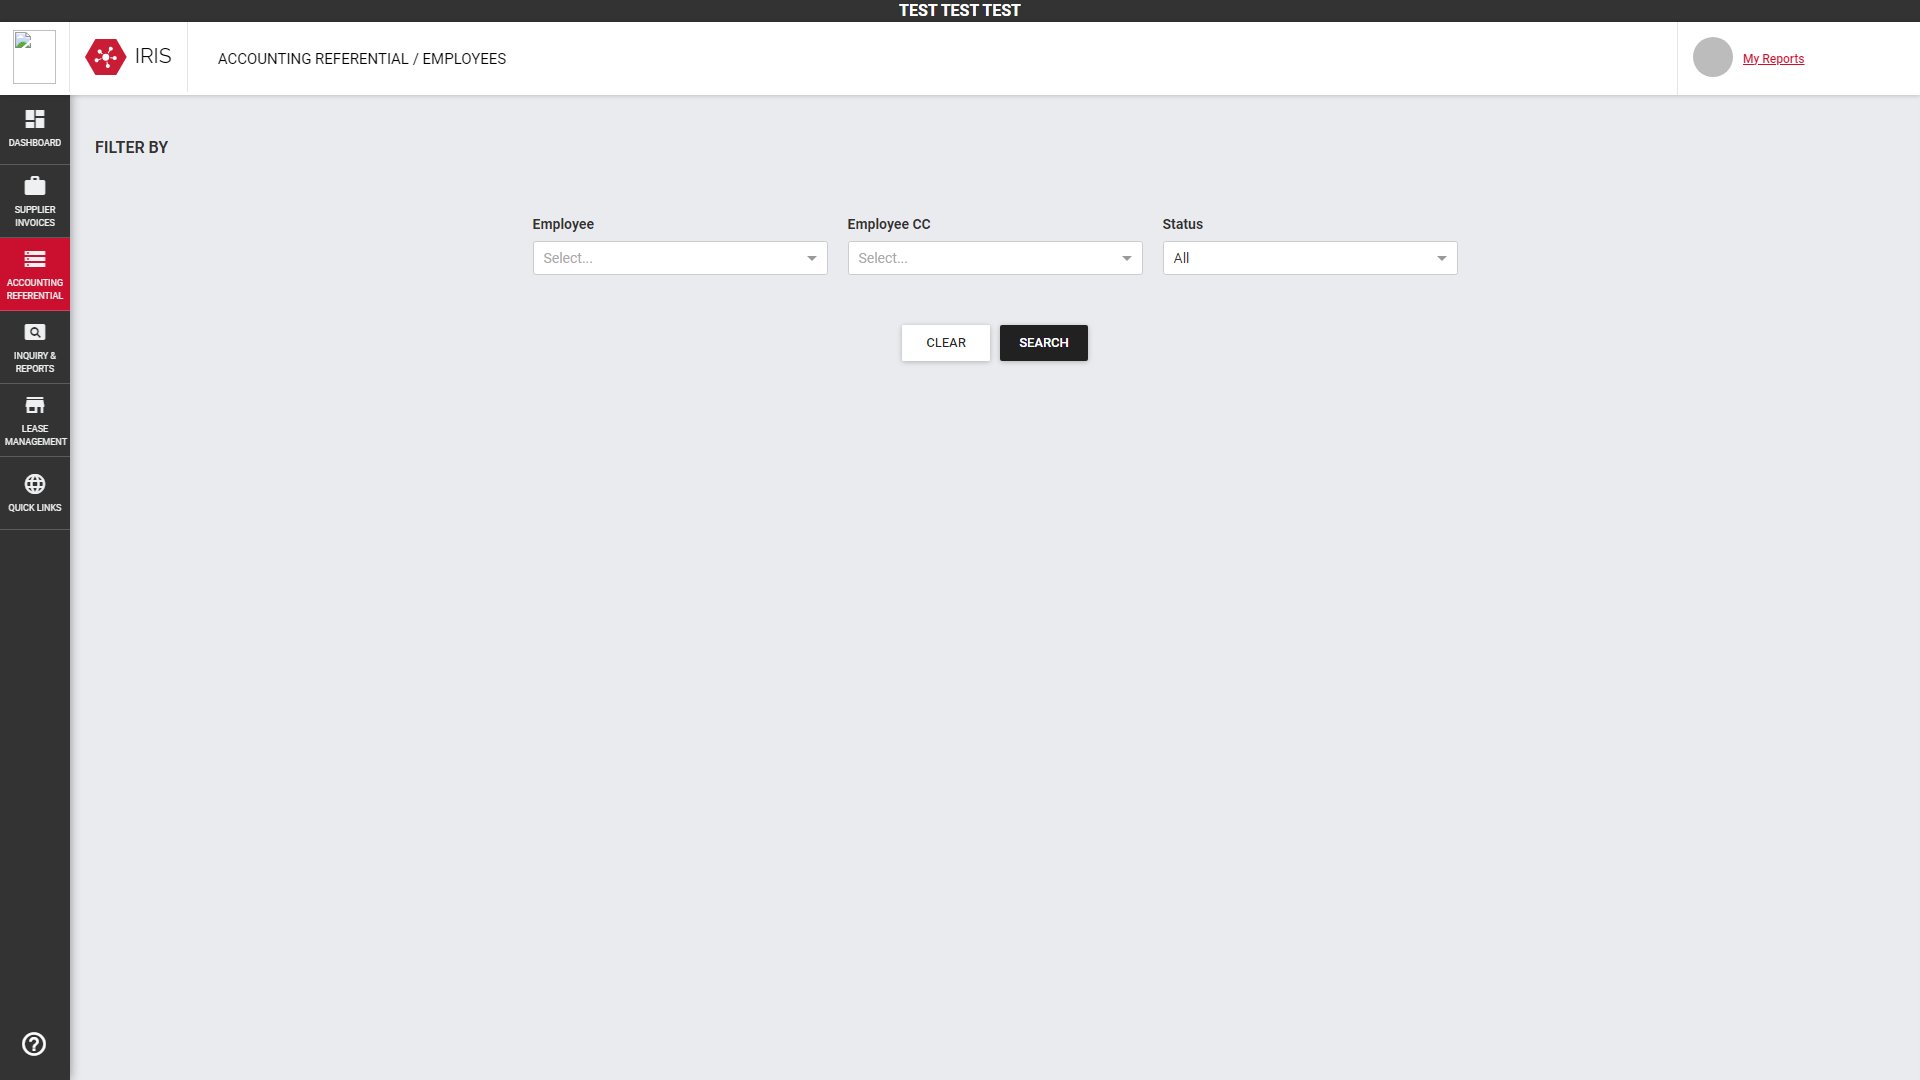 TEST TEST TEST
IRIS
ACCOUNTING REFERENTIAL / EMPLOYEES
My Reports
DASHBOARD
SUPPLIER
INVOICES
ACCOUNTING
REFERENTIAL
INQUIRY &
REPORTS
LEASE
MANAGEMENT
QUICK LINKS
FILTER BY
Employee
Employee CC
Status
Select...
Select...
All
CLEAR
SEARCH